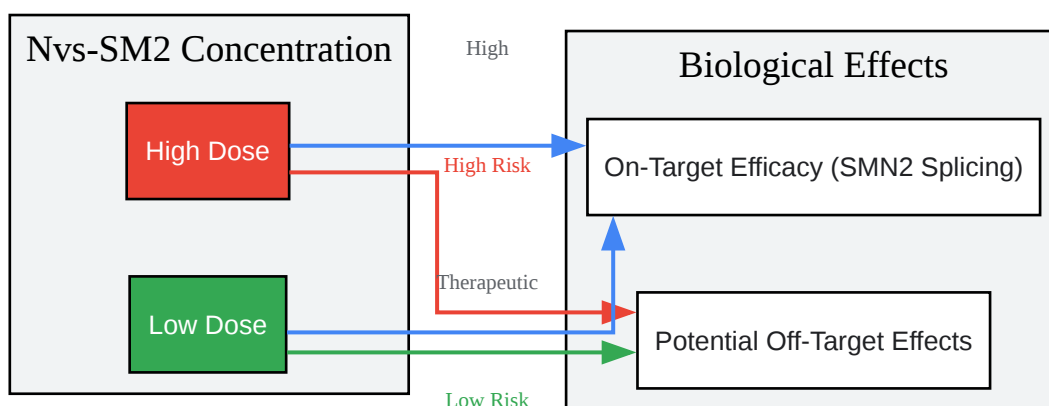 Nvs-SM2 Concentration
High
Biological Effects
High Dose
High Risk
On-Target Efficacy (SMN2 Splicing)
Therapeutic
Low Dose
Potential Off-Target Effects
Low Risk